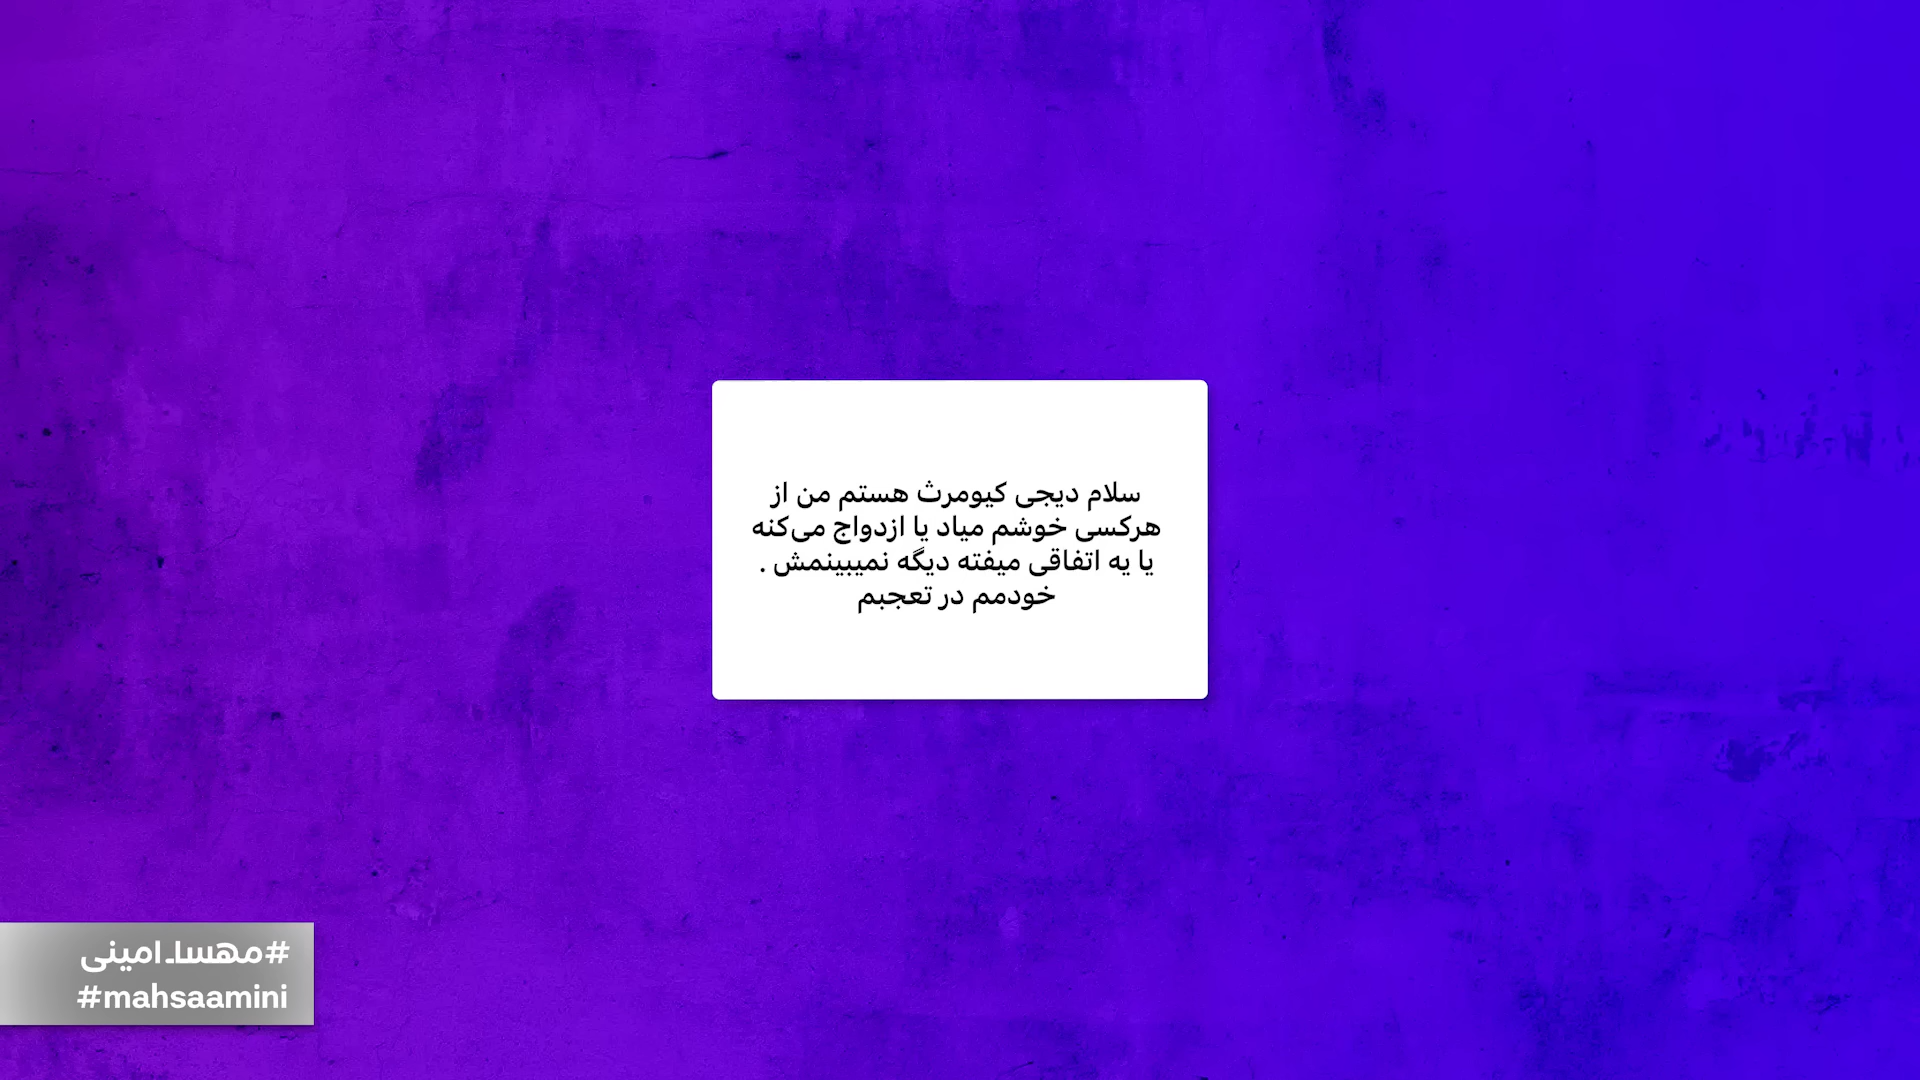 سلام دیجی کیومرث هستم من از
هرکسی خوشم میاد یا ازدواج می‌کنه
یا یه اتفاقی میفته دیگه نمیبینمش .
خودمم در تعجبم
#مهسا_امینی
#mahsaamini